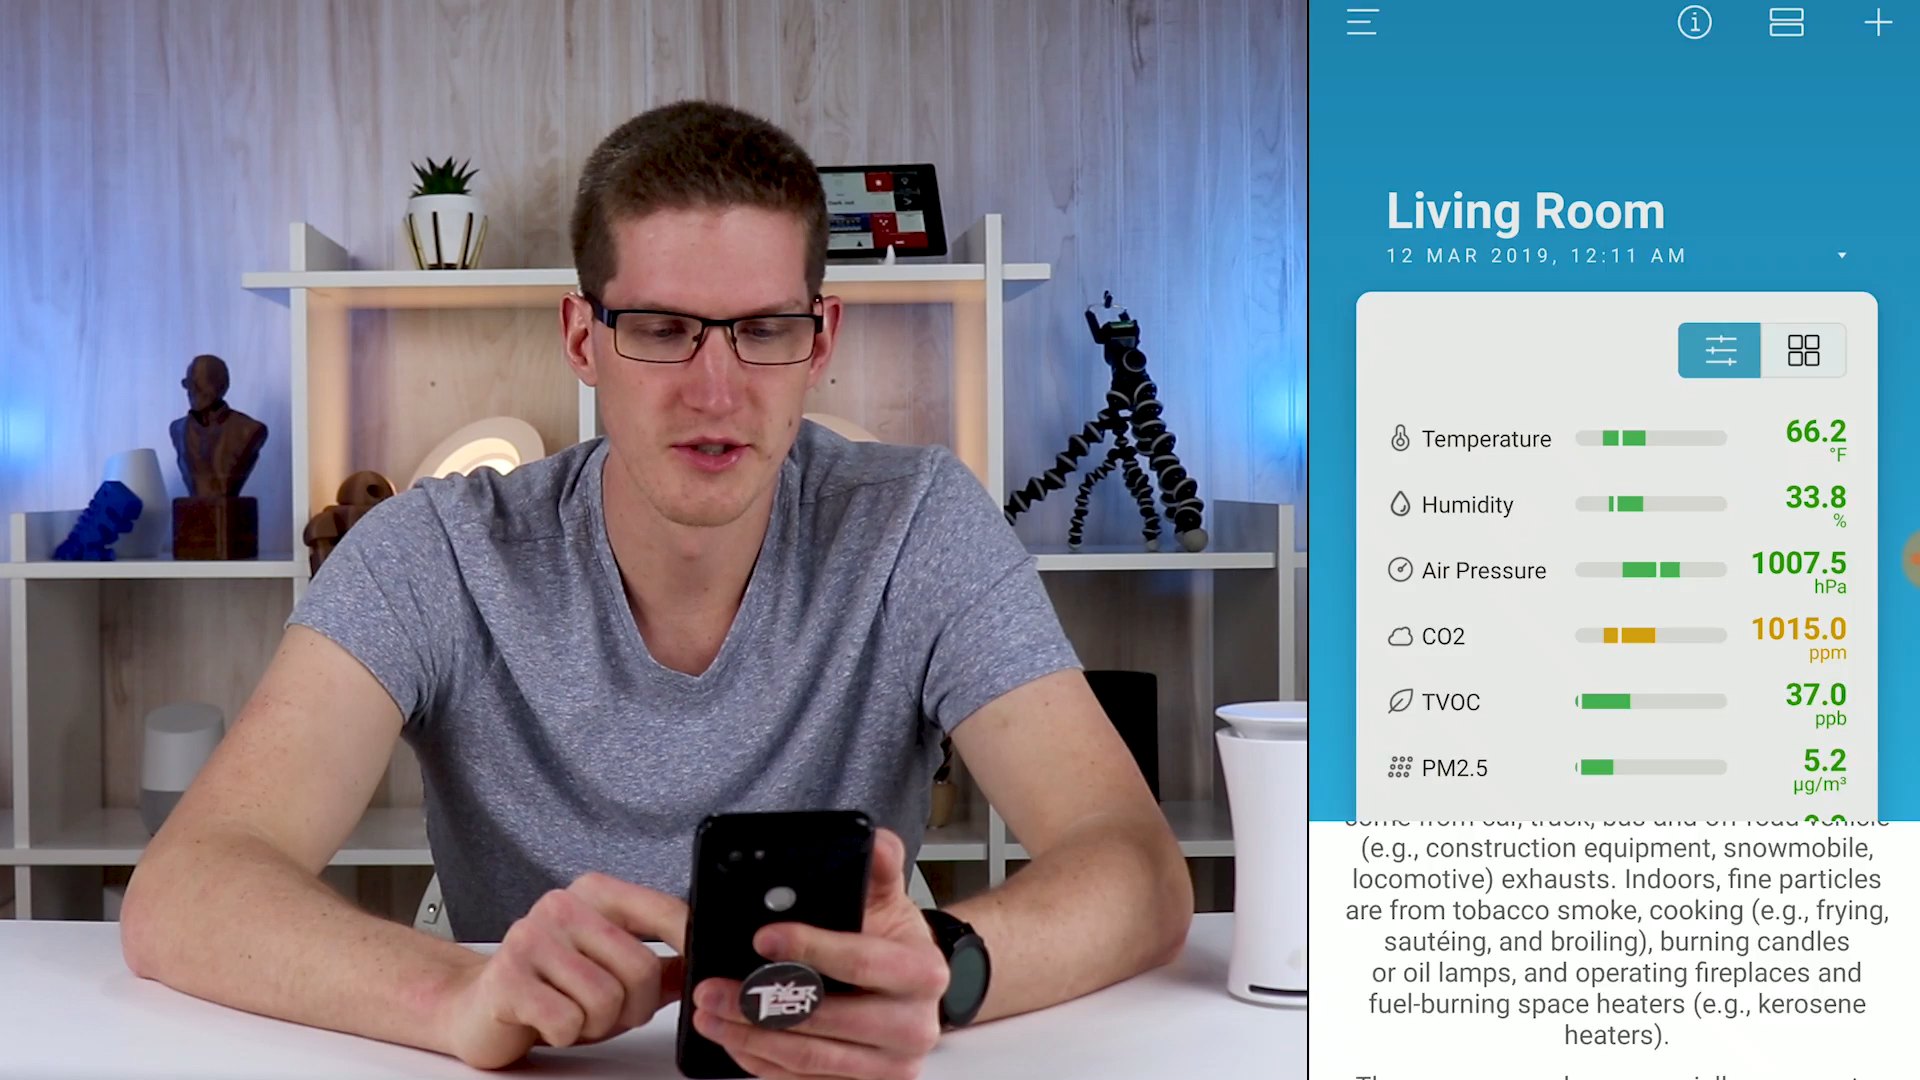 Living Room
12 MAR 2019, 12:11 AM
Temperature 66.2
°F
Humidity 33.8
%
Air Pressure 1007.5
hPa
CO2 1015.0
ppm
TVOC 37.0
ppb
PM2.5 5.2
µg/m³
(e.g., construction equipment, snowmobile,
locomotive) exhausts. Indoors, fine particles
are from tobacco smoke, cooking (e.g., frying,
sautéing, and broiling), burning candles
or oil lamps, and operating fireplaces and
fuel-burning space heaters (e.g., kerosene
heaters).
TECH